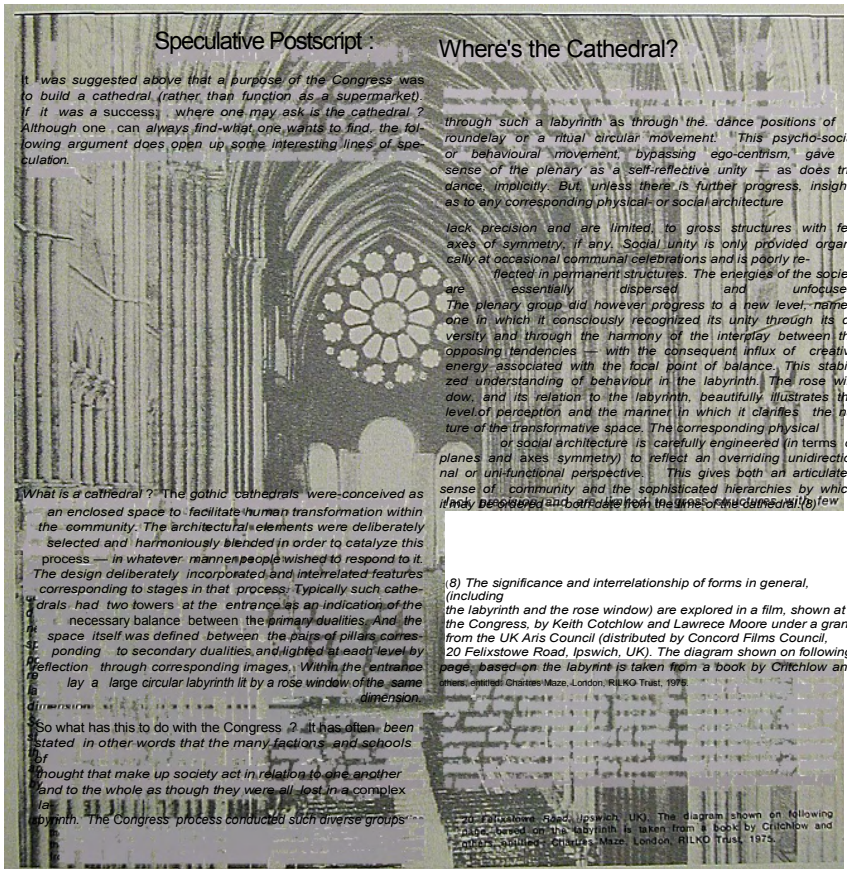 Speculative Postscript :
It was suggested above that a purpose of the Congress was
to build a cathedral (rather than function as a supermarket).
If it was a success; where one may ask is the cathedral ?
Although one can always find-what one wants to find, the fol-
lowing argument does open up some interesting lines of spe-
culation.
What is a cathedral ? The gothic cathedrals were-conceived as
an enclosed space to facilitate human transformation within
the community. The architectural elements were deliberately
selected and harmoniously blended in order to catalyze this
process — in whatever manner people wished to respond to it.
The design deliberately incorporated and interrelated features
corresponding to stages in that process. Typically such cathe-
drals had two towers at the entrance as an indication of the
necessary balance between the primary dualities. And the
space itself was defined between the pairs of pillars corres-
ponding to secondary dualities and lighted at each level by
reflection through corresponding images. Within the entrance
lay a large circular labyrinth lit by a rose window of the same
dimension.
So what has this to do with the Congress ? It has often been
stated in other words that the many factions and schools
of
thought that make up society act in relation to one another
and to the whole as though they were all lost in a complex
la-
byrinth. The Congress process conducted such diverse groups
Where's the Cathedral?
through such a labyrinth as through the. dance positions of
roundelay or a ritual circular movement. This psycho-soci
or behavioural movement, bypassing ego-centrism, gave
sense of the plenary as a self-reflective unity — as does th
dance, implicitly. But, unless there is further progress, insigh
as to any corresponding physical- or social architecture
lack precision and are limited, to gross structures with fe
axes of symmetry, if any. Social unity is only provided organ
cally at occasional communal celebrations and is poorly re-
flected in permanent structures. The energies of the socie
are essentially dispersed and unfocuse
The plenary group did however progress to a new level, name
one in which it consciously recognized its unity through its d
versity and through the harmony of the interplay between th
opposing tendencies — with the consequent influx of creativ
energy associated with the focal point of balance. This stabi
zed understanding of behaviour in the labyrinth. The rose wi
dow, and its relation to the labyrinth, beautifully illustrates th
level.of perception and the manner in which it clarifies the n
ture of the transformative space. The corresponding physical
or social architecture is carefully engineered (in terms
planes and axes symmetry) to reflect an overriding unidirectio
nal or uni-functional perspective. This gives both an articulate
sense of community and the sophisticated hierarchies by which
it may be ordered — both date from the time of the cathedral.(8)
lack precision and are limited to gross structures with few
(8) The significance and interrelationship of forms in general,
(including
the labyrinth and the rose window) are explored in a film, shown at
the Congress, by Keith Cotchlow and Lawrece Moore under a gran
from the UK Aris Council (distributed by Concord Films Council,
20 Felixstowe Road, Ipswich, UK). The diagram shown on following
page, based on the labyrint is taken from a book by Critchlow an
others, entitled: Chartres Maze, London, RILKO Trust, 1975.
20 Felixstowe Road, Ipswich, UK). The diagram shown on following
page, based on the labyrinth is taken from a book by Critchlow and
others, entitled : Chartres Maze, London, RILKO Trust, 1975.